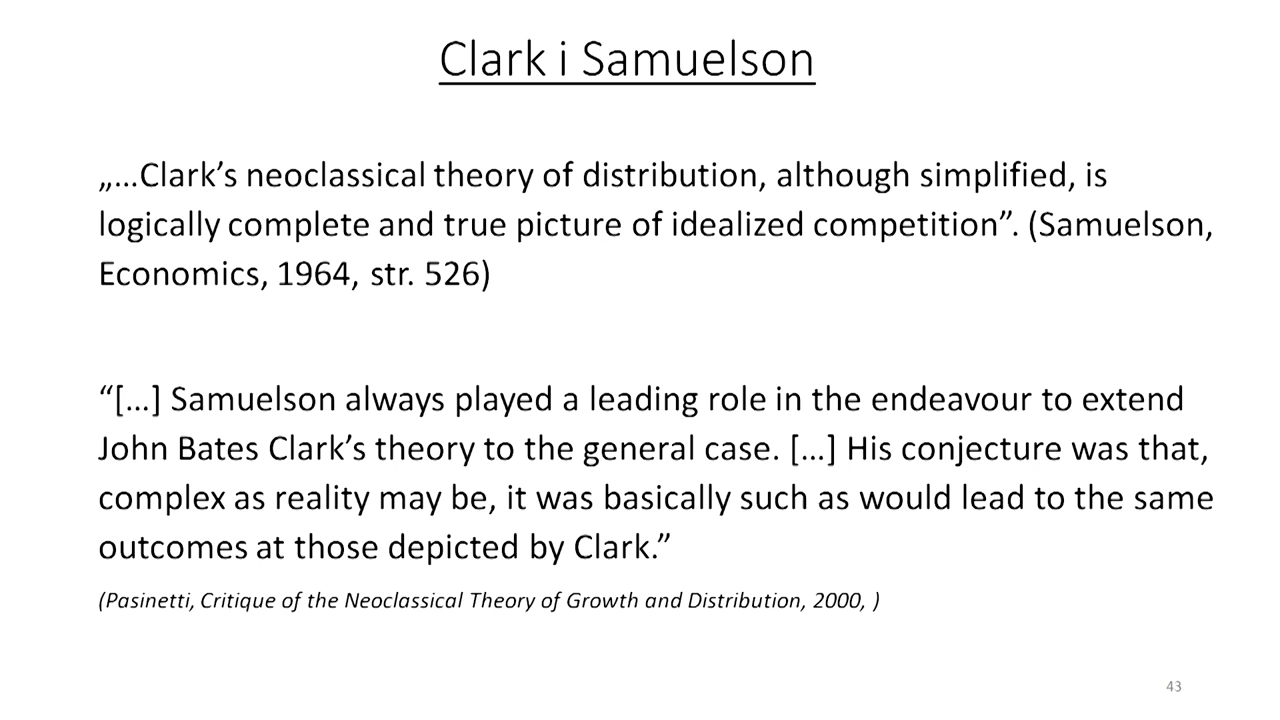 Clark i Samuelson
„…Clark’s neoclassical theory of distribution, although simplified, is
logically complete and true picture of idealized competition”. (Samuelson,
Economics, 1964, str. 526)
“[…] Samuelson always played a leading role in the endeavour to extend
John Bates Clark’s theory to the general case. […] His conjecture was that,
complex as reality may be, it was basically such as would lead to the same
outcomes at those depicted by Clark.”
(Pasinetti, Critique of the Neoclassical Theory of Growth and Distribution, 2000, )
43